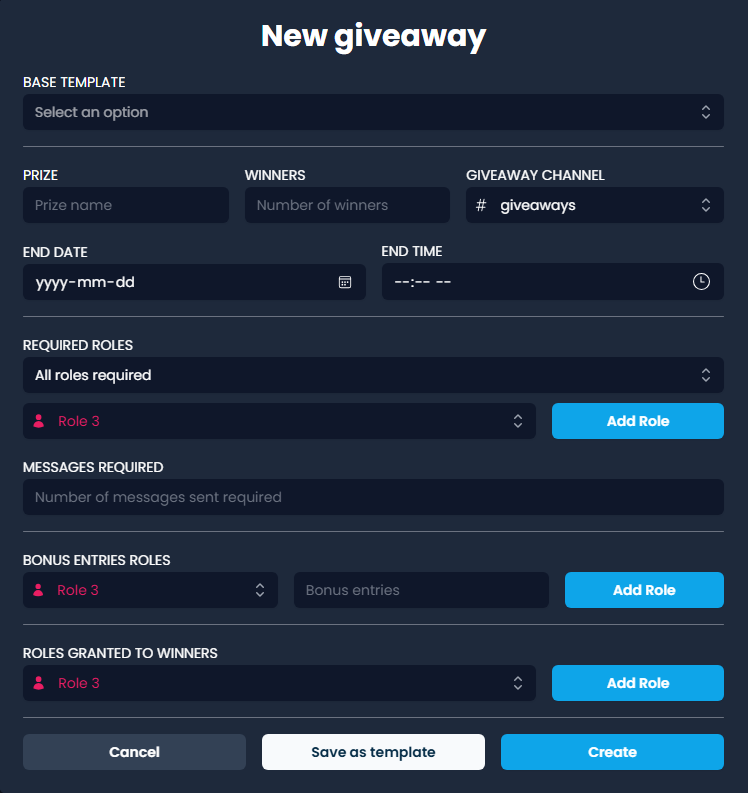 New giveaway
BASE TEMPLATE
Select an option
PRIZE WINNERS GIVEAWAY CHANNEL
Prize name Number of winners # giveaways
END DATE END TIME
yyyy-mm-dd --:-- --
REQUIRED ROLES
All roles required
Role 3 Add Role
MESSAGES REQUIRED
Number of messages sent required
BONUS ENTRIES ROLES
Role 3 Bonus entries Add Role
ROLES GRANTED TO WINNERS
Role 3 Add Role
Cancel Save as template Create